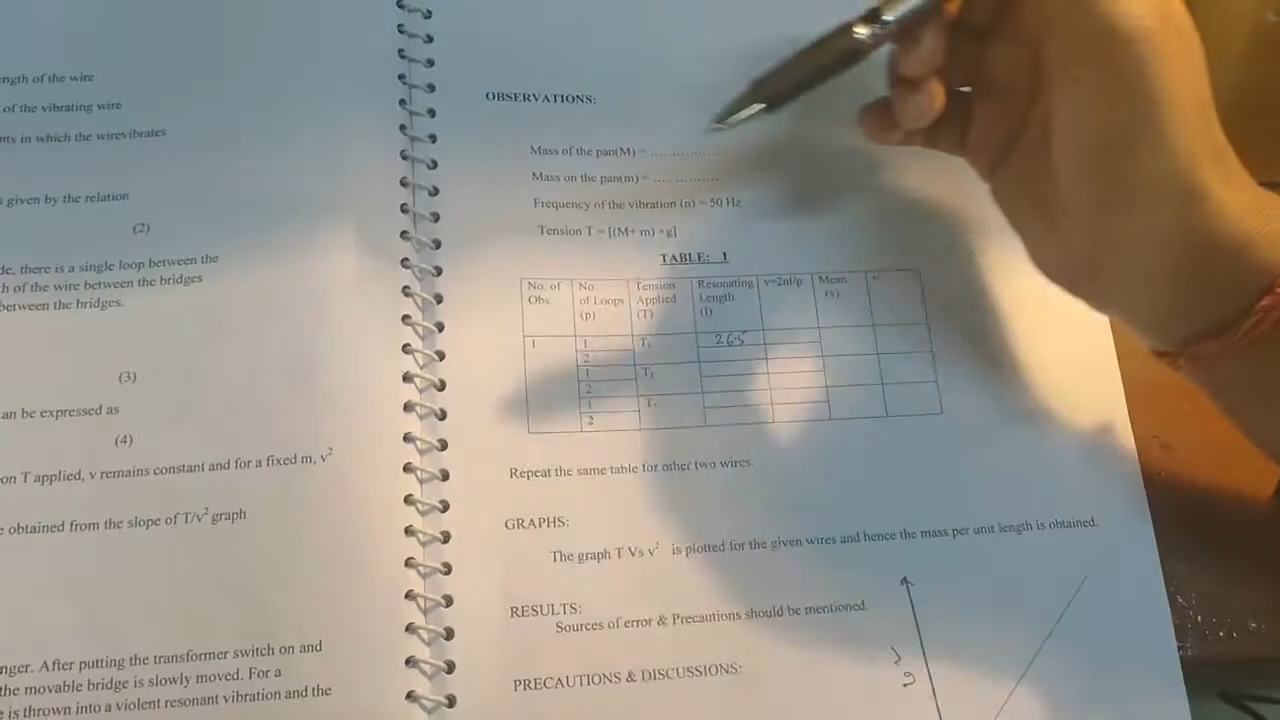 ength of the wire
of the vibrating wire
nts in which the wirevibrates
s given by the relation
(2)
de, there is a single loop between the
h of the wire between the bridges
between the bridges.
(3)
an be expressed as
(4)
on T applied, v remains constant and for a fixed m, v²
e obtained from the slope of T/v² graph
nger. After putting the transformer switch on and
the movable bridge is slowly moved. For a
e is thrown into a violent resonant vibration and the
OBSERVATIONS:
Mass of the pan(M) = ................
Mass on the pan(m) = .... ...........
Frequency of the vibration (n) = 50 Hz
Tension T = [(M+ m) ×g]
TABLE: 1
No. of Obs. No. of Loops (p) Tension Applied (T) Resonating Length (l) v=2nl/p Mean (v)
1 1 T₁ 26.5
2
1 T₂
2
1 T
2
Repeat the same table for other two wires.
GRAPHS:
The graph T Vs v² is plotted for the given wires and hence the mass per unit length is obtained.
RESULTS:
Sources of error & Precautions should be mentioned.
PRECAUTIONS & DISCUSSIONS: